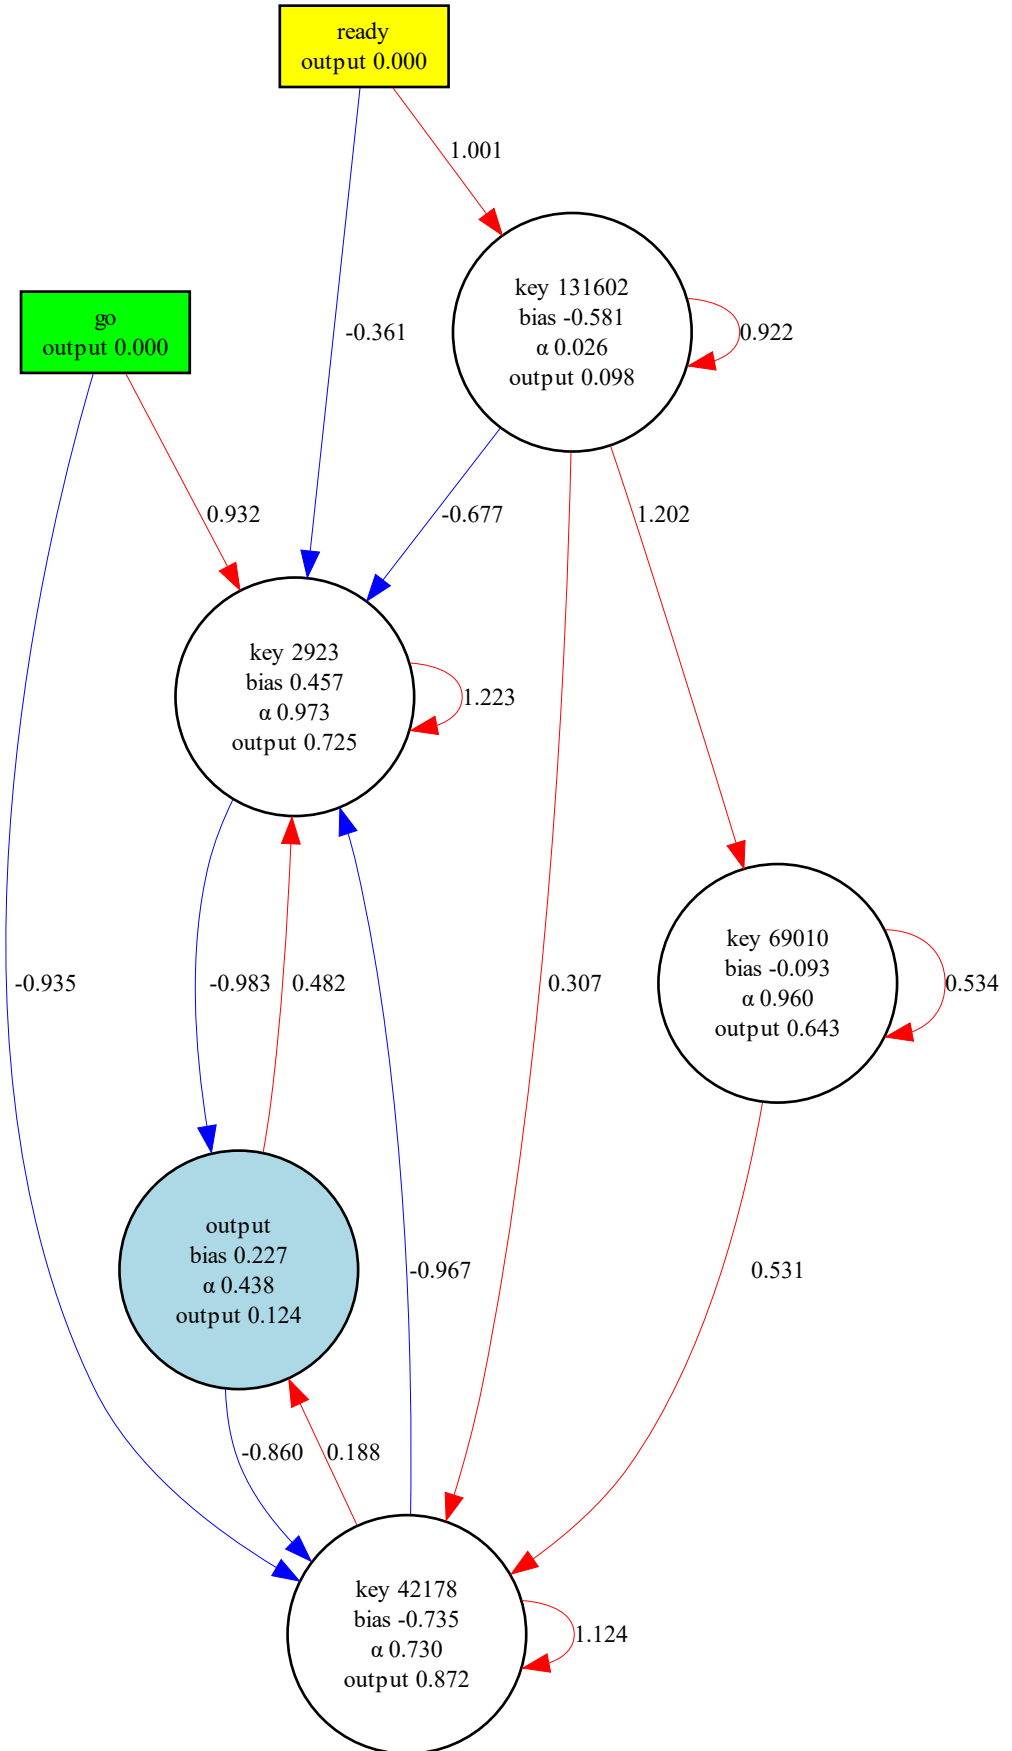 ready
output 0.000
1.001
key 131602
bias -0.581
α 0.026
output 0.098
0.922
go
output 0.000
-0.361
0.932
-0.677
1.202
key 2923
bias 0.457
α 0.973
output 0.725
1.223
key 69010
bias -0.093
α 0.960
output 0.643
0.534
-0.935
-0.983
0.482
0.307
output
bias 0.227
α 0.438
output 0.124
-0.967
0.531
-0.860
0.188
key 42178
bias -0.735
α 0.730
output 0.872
1.124